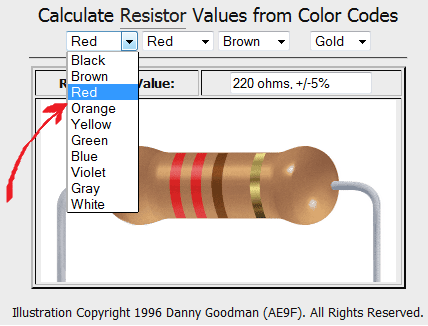 Calculate Resistor Values from Color Codes
Red Red Brown Gold
Black
Brown
Red
Orange
Yellow
Green
Blue
Violet
Gray
White
Value: 220 ohms, +/-5%
Illustration Copyright 1996 Danny Goodman (AE9F). All Rights Reserved.